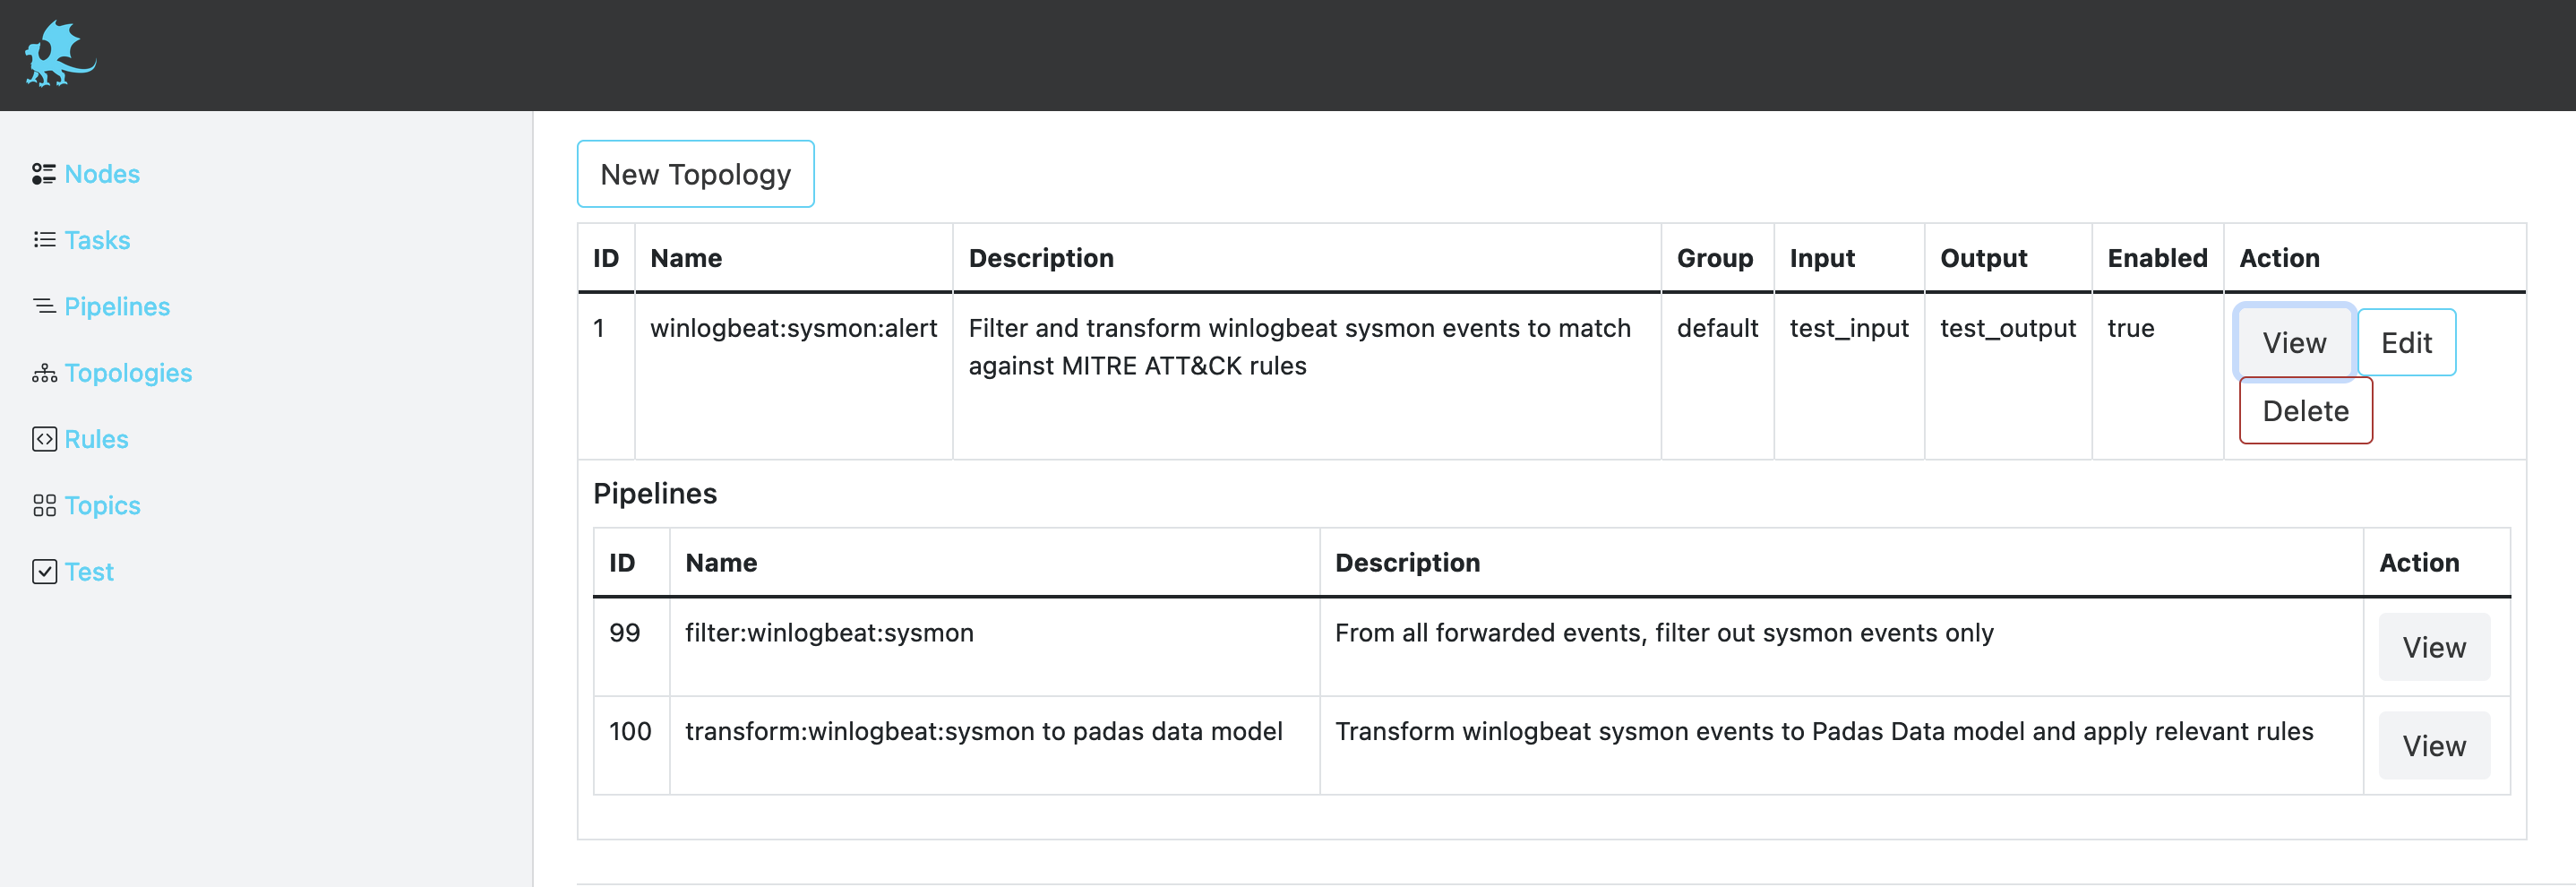 Nodes
Tasks
Pipelines
Topologies
Rules
Topics
Test
New Topology
ID Name Description Group Input Output Enabled Action
1 winlogbeat:sysmon:alert Filter and transform winlogbeat sysmon events to match default test_input test_output true View Edit
against MITRE ATT&CK rules
Delete
Pipelines
ID Name Description Action
99 filter:winlogbeat:sysmon From all forwarded events, filter out sysmon events only View
100 transform:winlogbeat:sysmon to padas data model Transform winlogbeat sysmon events to Padas Data model and apply relevant rules View